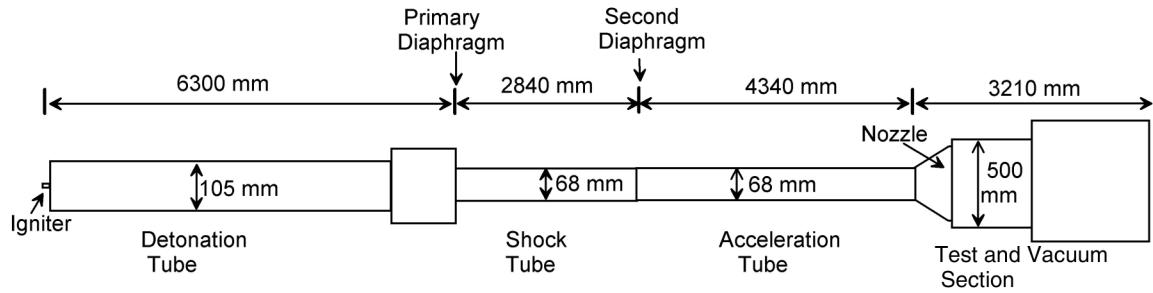 Primary
Diaphragm
Second
Diaphragm
6300 mm
2840 mm
4340 mm
3210 mm
Nozzle
105 mm
68 mm
68 mm
500
mm
Igniter
Detonation
Tube
Shock
Tube
Acceleration
Tube
Test and Vacuum
Section